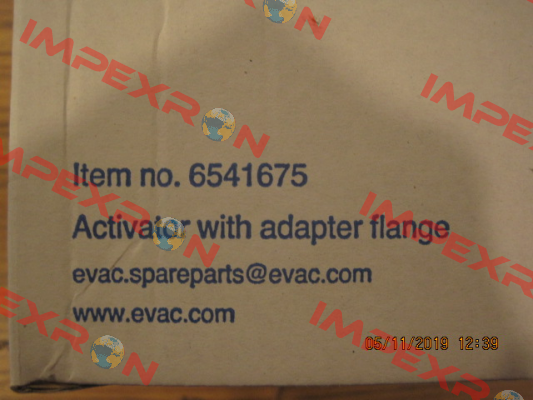 IMPEXRON
IMPEXRON
IMPEXRON
Item no. 6541675
Activator with adapter flange
evac.spareparts@evac.com
www.evac.com
05/11/2019 12:39
IMPEXRON
IMPEXRON
IMPEXRON
IMPEXRON